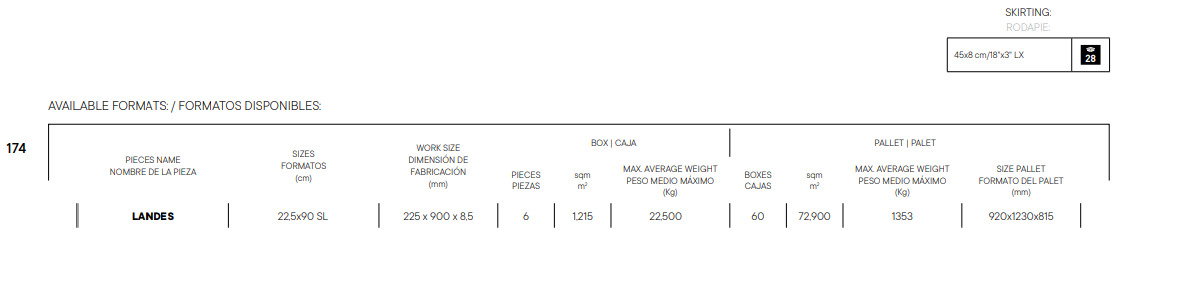 SKIRTING:
RODAPIE:
45x8 cm/18"x3" LX
28
AVAILABLE FORMATS: / FORMATOS DISPONIBLES:
174
BOX | CAJA
PALLET | PALET
PIECES NAME
NOMBRE DE LA PIEZA
SIZES
FORMATOS
(cm)
WORK SIZE
DIMENSIÓN DE
FABRICACIÓN
(mm)
PIECES
PIEZAS
sqm
m²
MAX. AVERAGE WEIGHT
PESO MEDIO MÁXIMO
(Kg)
BOXES
CAJAS
sqm
m²
MAX. AVERAGE WEIGHT
PESO MEDIO MÁXIMO
(Kg)
SIZE PALLET
FORMATO DEL PALET
(mm)
LANDES 22,5x90 SL 225 x 900 x 8,5 6 1,215 22,500 60 72,900 1353 920x1230x815